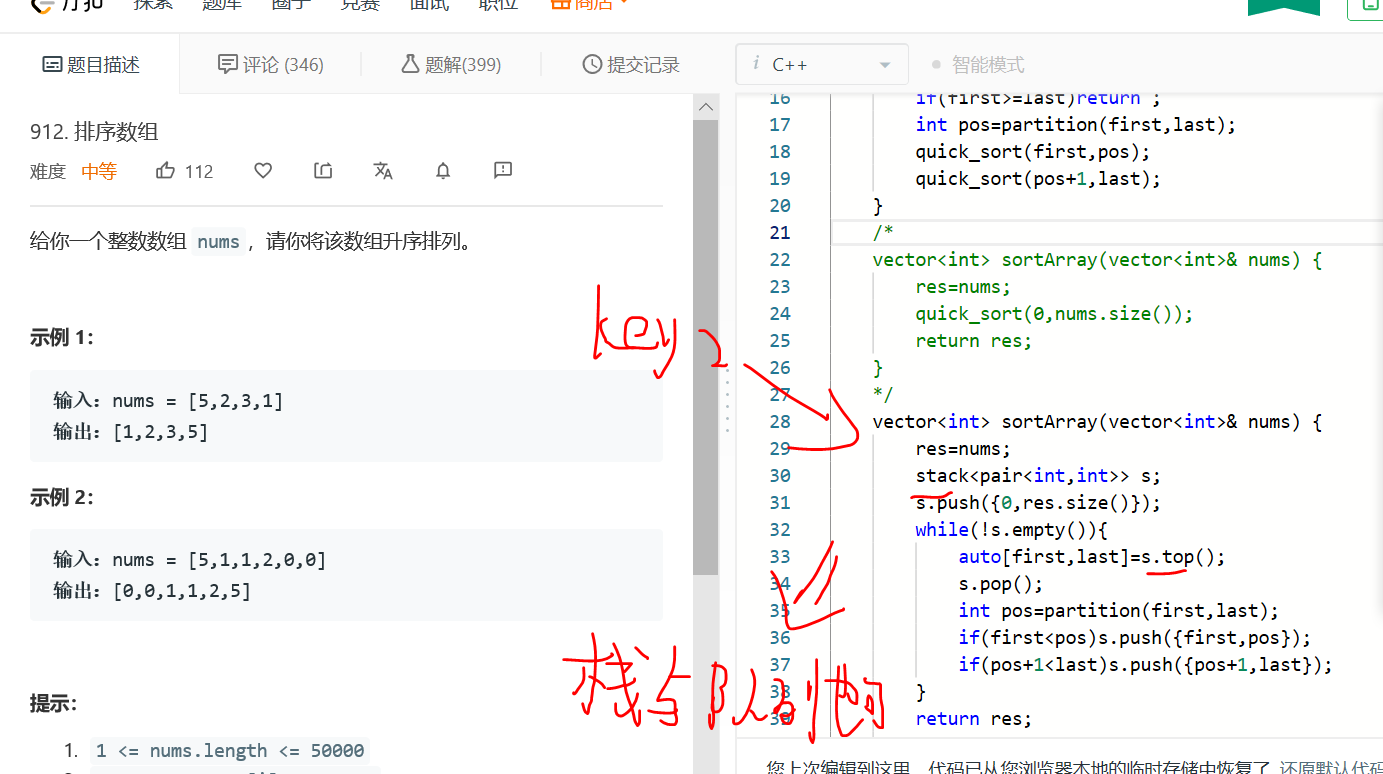 力扣 探索 题库 圈子 竞赛 面试 职位 商店
题目描述 评论 (346) 题解(399) 提交记录
i C++ 智能模式
912. 排序数组
难度 中等 112
给你一个整数数组 nums，请你将该数组升序排列。
示例 1：
输入：nums = [5,2,3,1]
输出：[1,2,3,5]
示例 2：
输入：nums = [5,1,1,2,0,0]
输出：[0,0,1,1,2,5]
提示：
1. 1 <= nums.length <= 50000
16 if(first>=last)return ;
17 int pos=partition(first,last);
18 quick_sort(first,pos);
19 quick_sort(pos+1,last);
20 }
21 /*
22 vector<int> sortArray(vector<int>& nums) {
23 res=nums;
24 quick_sort(0,nums.size());
25 return res;
26 }
27 */
28 vector<int> sortArray(vector<int>& nums) {
29 res=nums;
30 stack<pair<int,int>> s;
31 s.push({0,res.size()});
32 while(!s.empty()){
33 auto[first,last]=s.top();
34 s.pop();
35 int pos=partition(first,last);
36 if(first<pos)s.push({first,pos});
37 if(pos+1<last)s.push({pos+1,last});
38 }
39 return res;
key 2
栈与队列
您上次编辑到这里，代码已从您浏览器本地的临时存储中恢复了 还原默认代码